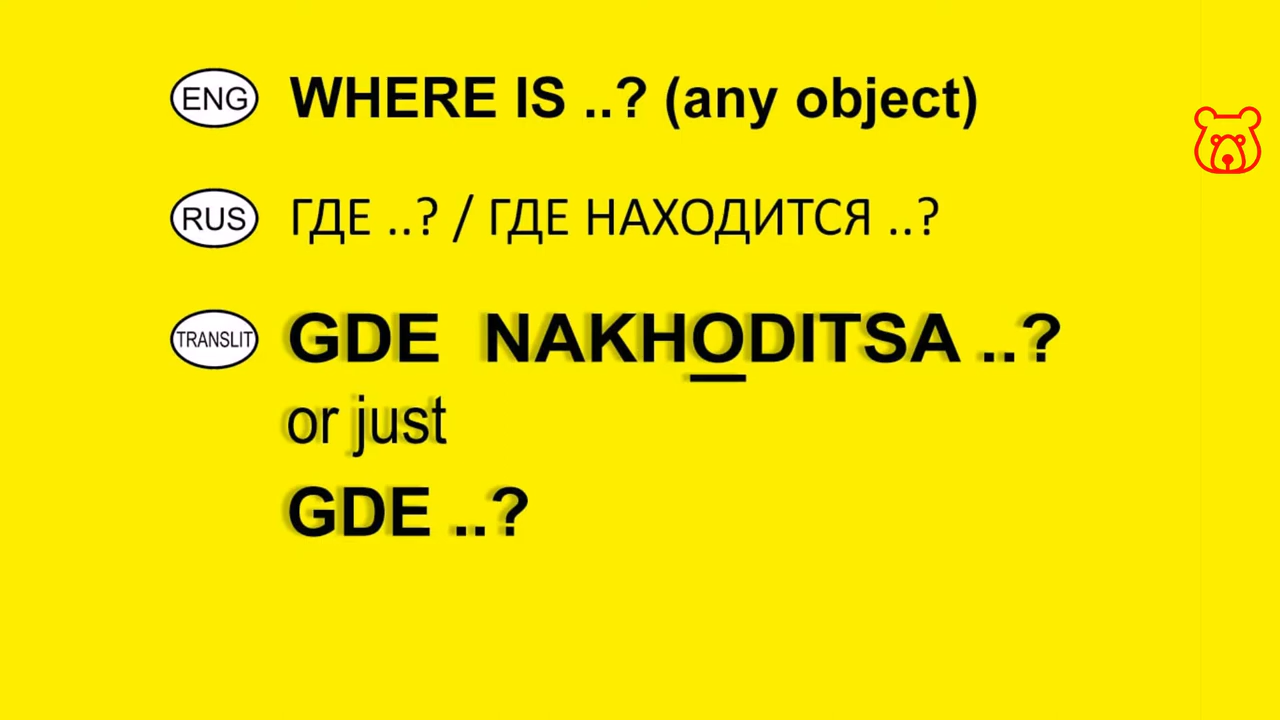 ENG WHERE IS ..? (any object)
RUS ГДЕ ..? / ГДЕ НАХОДИТСЯ ..?
TRANSLIT GDE NAKHODITSA ..?
or just
GDE ..?